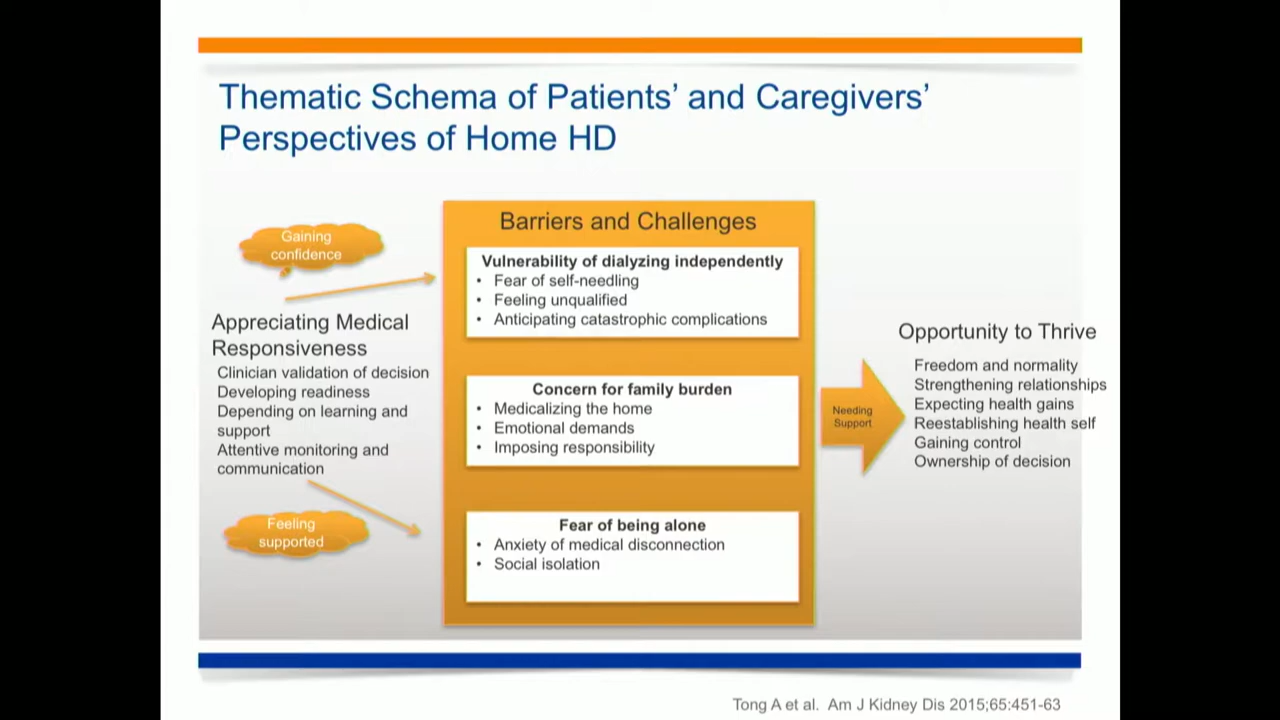 Thematic Schema of Patients’ and Caregivers’
Perspectives of Home HD
Gaining
confidence
Appreciating Medical
Responsiveness
Clinician validation of decision
Developing readiness
Depending on learning and
support
Attentive monitoring and
communication
Feeling
supported
Barriers and Challenges
Vulnerability of dialyzing independently
• Fear of self-needling
• Feeling unqualified
• Anticipating catastrophic complications
Concern for family burden
• Medicalizing the home
• Emotional demands
• Imposing responsibility
Fear of being alone
• Anxiety of medical disconnection
• Social isolation
Needing
Support
Opportunity to Thrive
Freedom and normality
Strengthening relationships
Expecting health gains
Reestablishing health self
Gaining control
Ownership of decision
Tong A et al. Am J Kidney Dis 2015;65:451-63